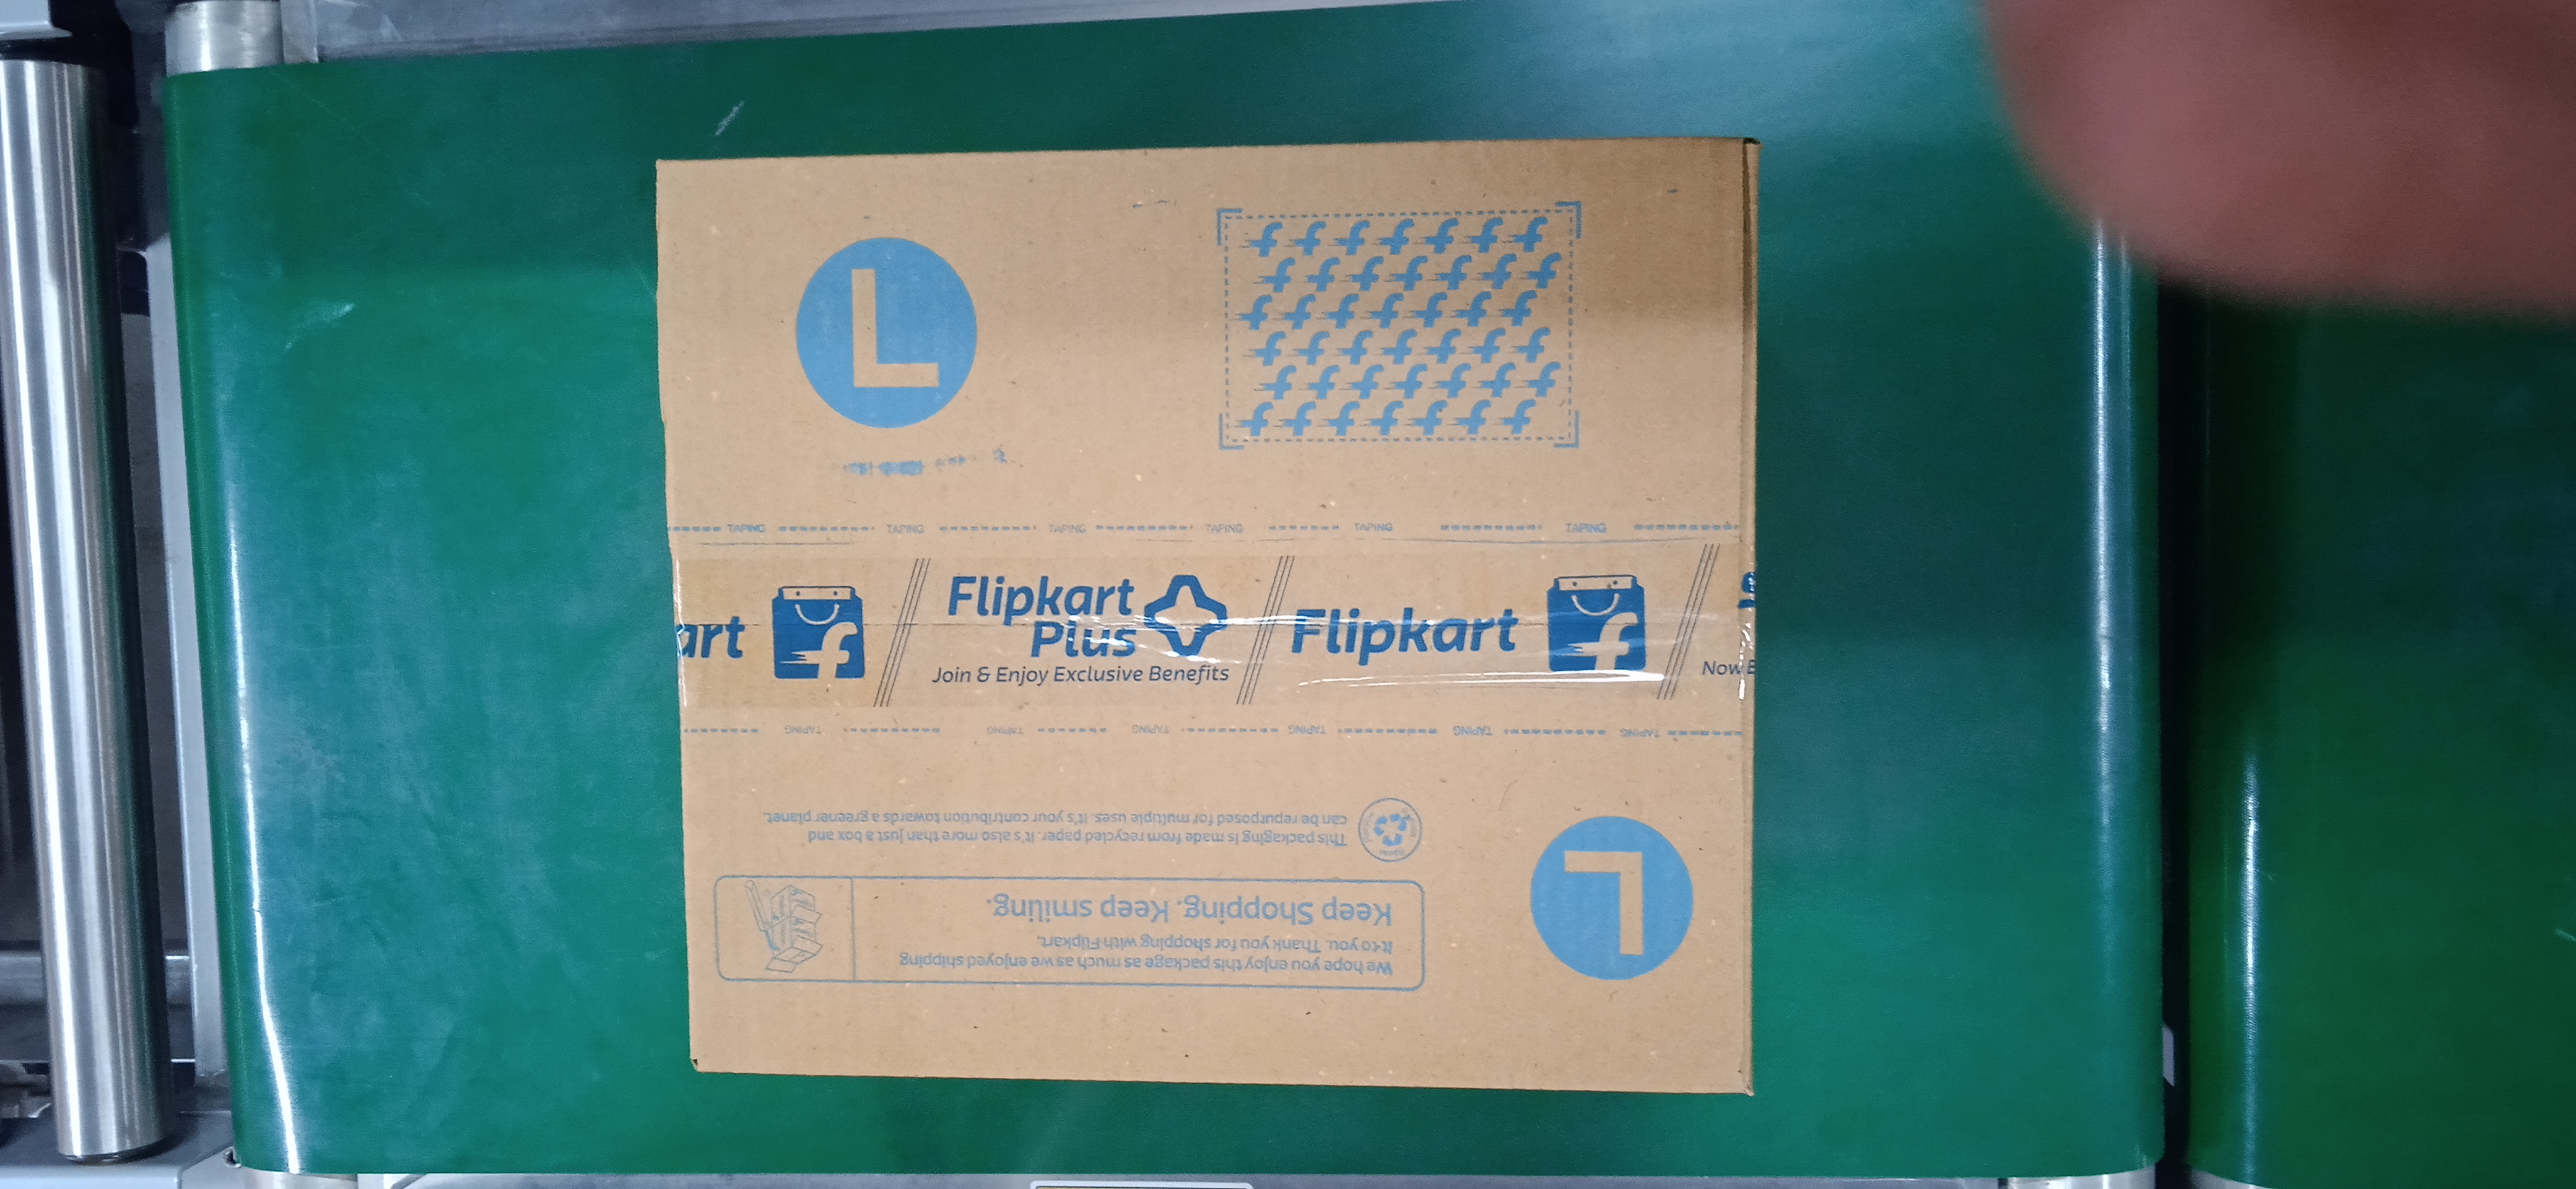 L
TAPING TAPING TAPING TAPING TAPING TAPING
art
Flipkart
Plus
Join & Enjoy Exclusive Benefits
Flipkart
Now
TAPING TAPING TAPING TAPING TAPING TAPING
L
We hope you enjoy this package as much as we enjoyed shipping
it to you. Thank you for shopping with Flipkart.
Keep Shopping. Keep smiling.
This packaging is made from recycled paper. It's also more than just a box and
can be repurposed for multiple uses. It's your contribution towards a greener planet.